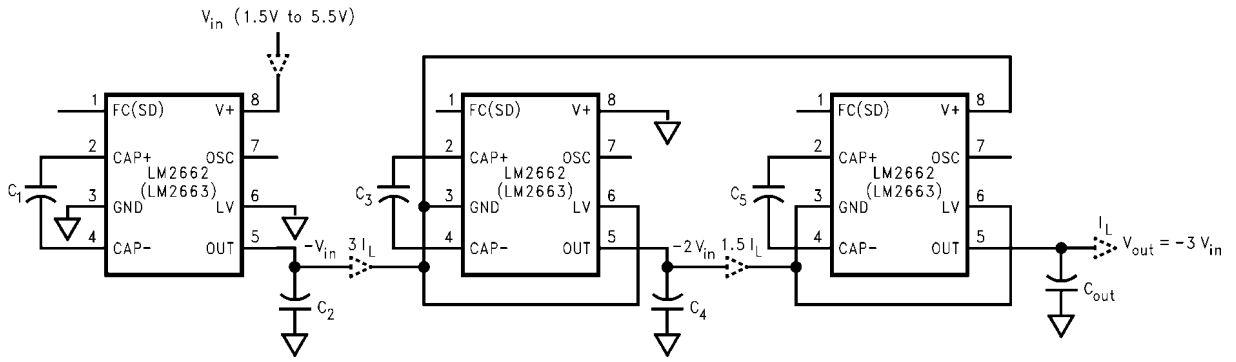 V_in (1.5V to 5.5V)
1 FC(SD) V+ 8
2 CAP+ OSC 7
LM2662
(LM2663)
3 GND LV 6
4 CAP- OUT 5
C_1
-V_in
3 I_L
C_2
1 FC(SD) V+ 8
2 CAP+ OSC 7
LM2662
(LM2663)
3 GND LV 6
4 CAP- OUT 5
C_3
-2 V_in
1.5 I_L
C_4
1 FC(SD) V+ 8
2 CAP+ OSC 7
LM2662
(LM2663)
3 GND LV 6
4 CAP- OUT 5
C_5
I_L
V_out = -3 V_in
C_out